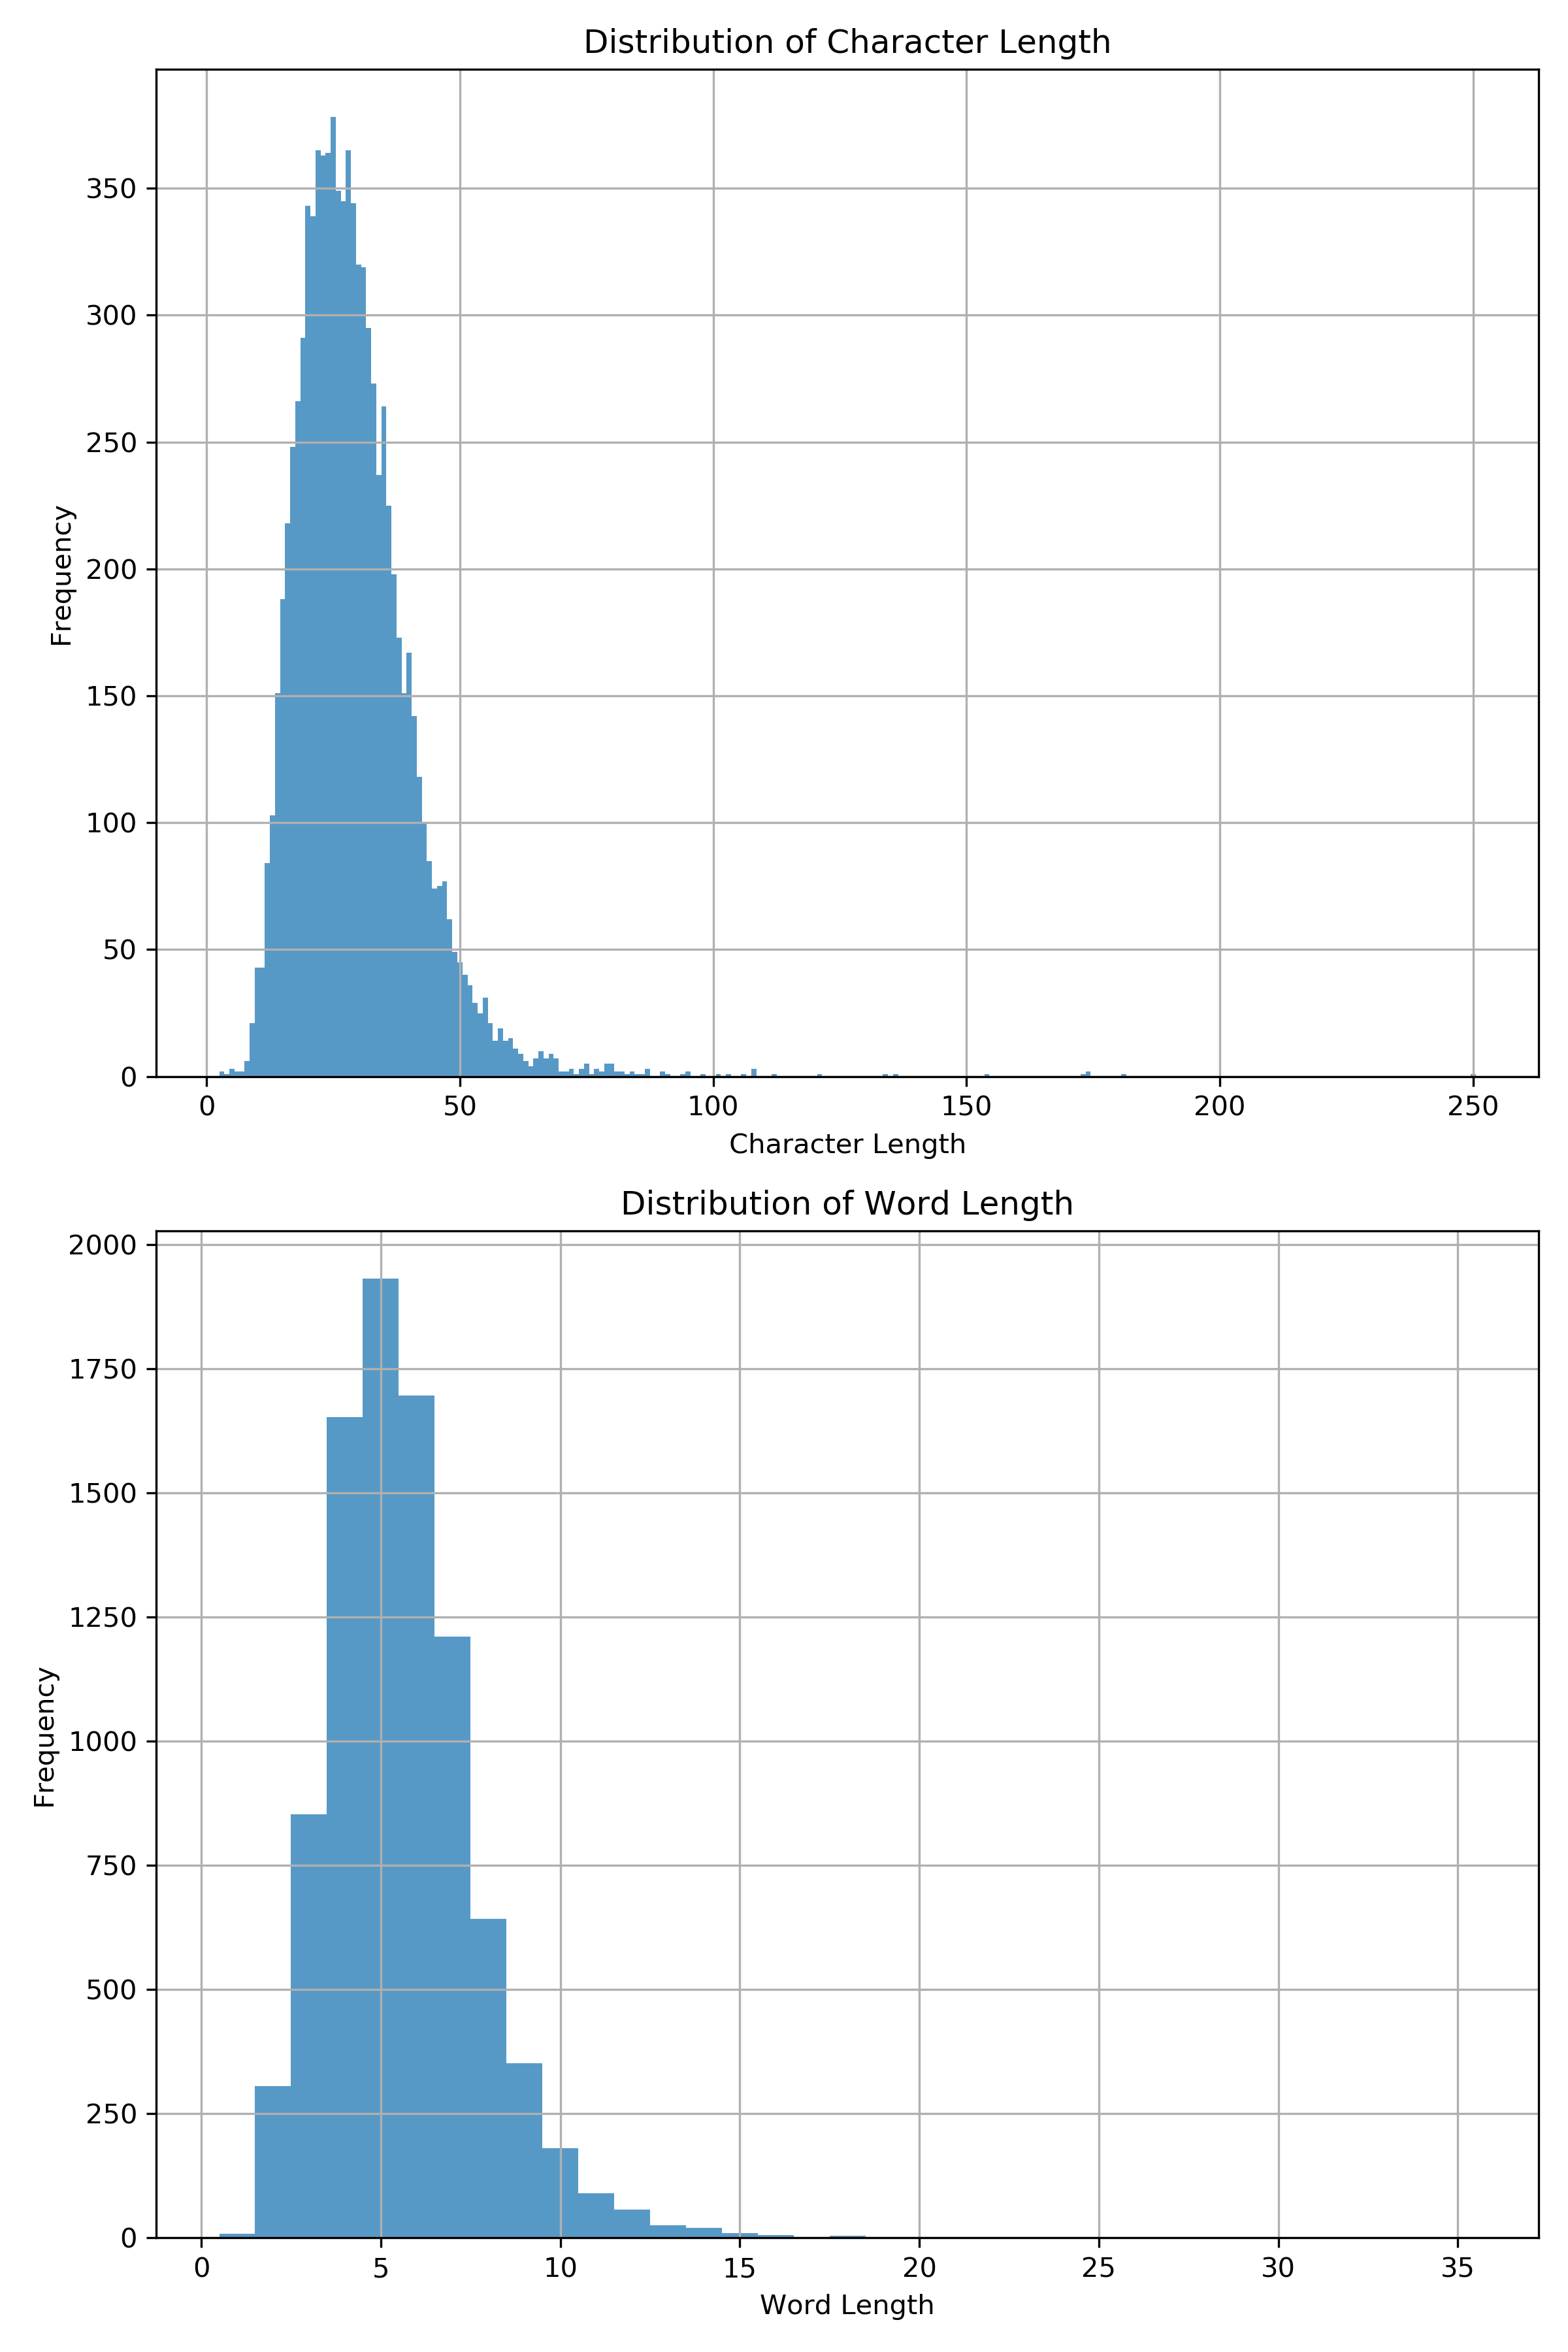 Distribution of Character Length
350
300
250
200
150
100
50
0
Frequency
0 50 100 150 200 250
Character Length
Distribution of Word Length
2000
1750
1500
1250
1000
750
500
250
0
Frequency
0 5 10 15 20 25 30 35
Word Length